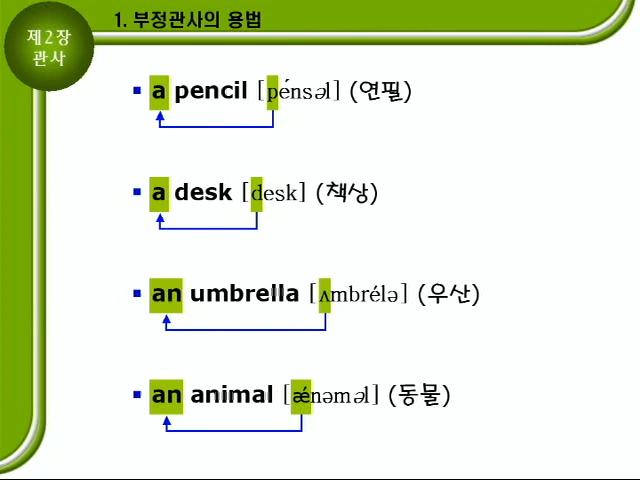 제2장
관사
1. 부정관사의 용법
a pencil [pénsəl] (연필)
a desk [desk] (책상)
an umbrella [ʌmbrélə] (우산)
an animal [ǽnəməl] (동물)